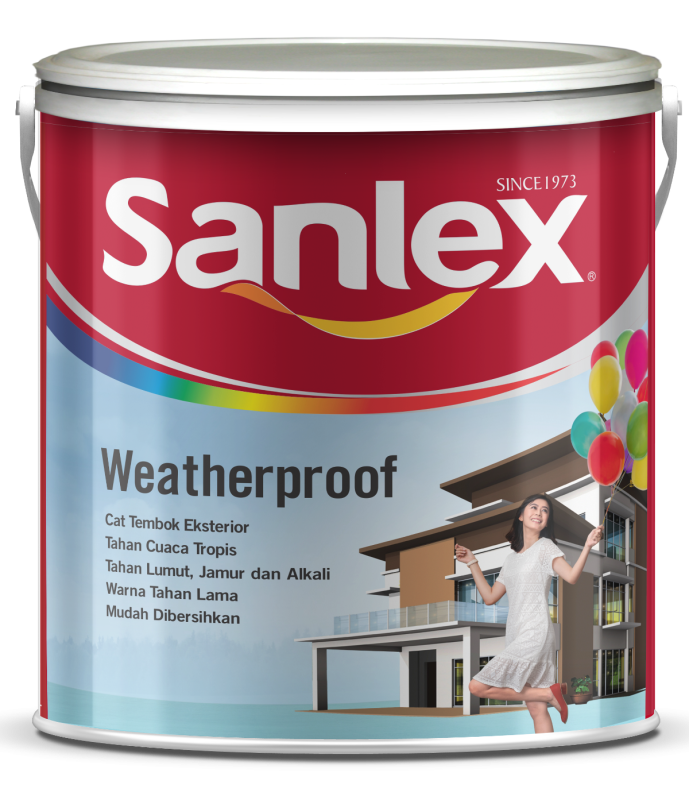 SINCE 1973
Sanlex®
Weatherproof
Cat Tembok Eksterior
Tahan Cuaca Tropis
Tahan Lumut, Jamur dan Alkali
Warna Tahan Lama
Mudah Dibersihkan